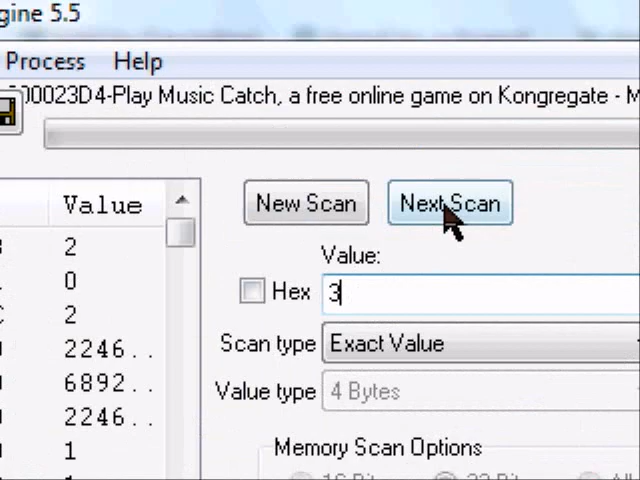 gine 5.5
Process Help
00023D4-Play Music Catch, a free online game on Kongregate - M
Value
New Scan Next Scan
2
Value:
0
Hex 3
2
2246..
Scan type Exact Value
6892..
Value type 4 Bytes
2246..
1
Memory Scan Options